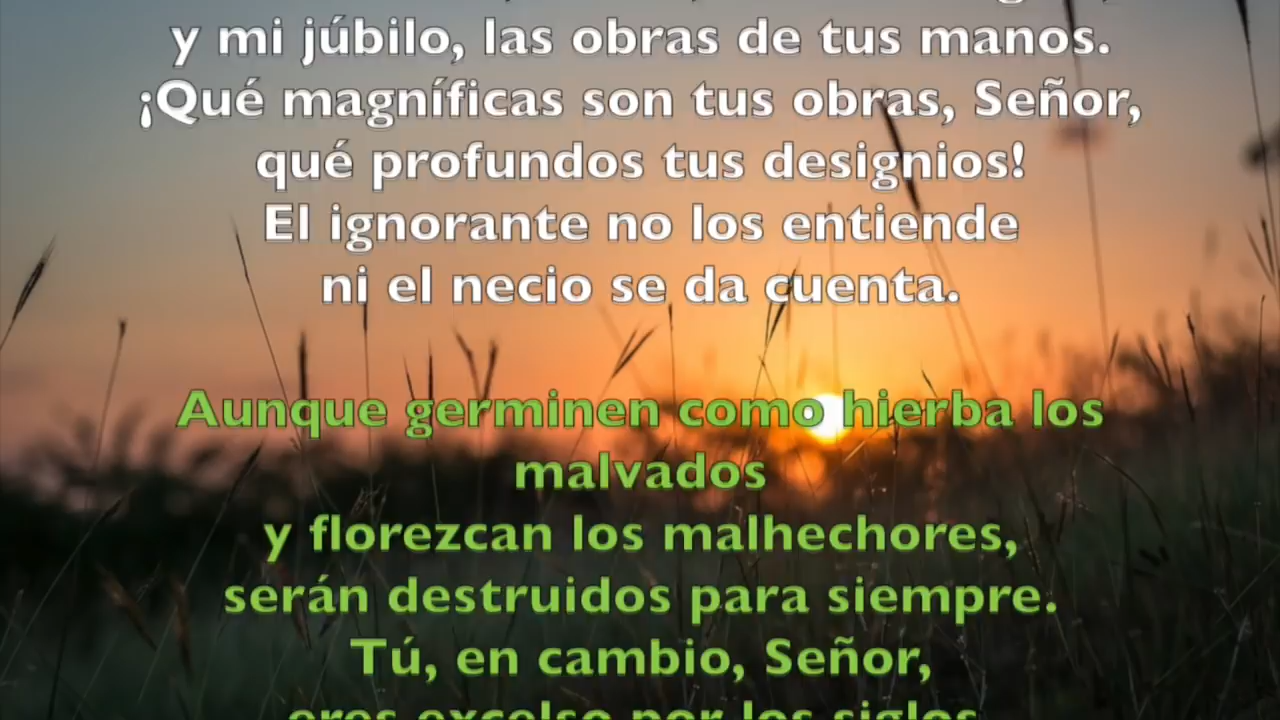 y mi júbilo, las obras de tus manos.
¡Qué magníficas son tus obras, Señor,
qué profundos tus designios!
El ignorante no los entiende
ni el necio se da cuenta.
Aunque germinen como hierba los
malvados
y florezcan los malhechores,
serán destruidos para siempre.
Tú, en cambio, Señor,
eres excelso por los siglos